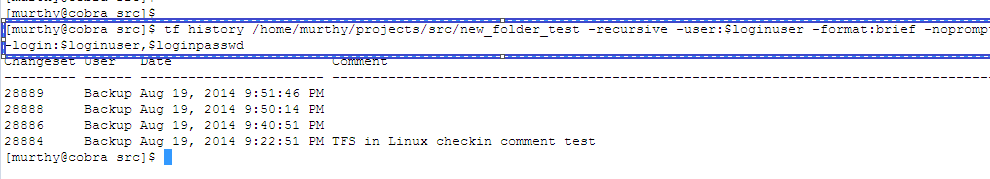 [murthy@cobra src]$
[murthy@cobra src]$ tf history /home/murthy/projects/src/new_folder_test -recursive -user:$loginuser -format:brief -noprompt
-login:$loginuser,$loginpasswd
Changeset User Date Comment
--------- ------ ------------------------ ----------------------------------------------------------------------------------
28889 Backup Aug 19, 2014 9:51:46 PM
28888 Backup Aug 19, 2014 9:50:14 PM
28886 Backup Aug 19, 2014 9:40:51 PM
28884 Backup Aug 19, 2014 9:22:51 PM TFS in Linux checkin comment test
[murthy@cobra src]$